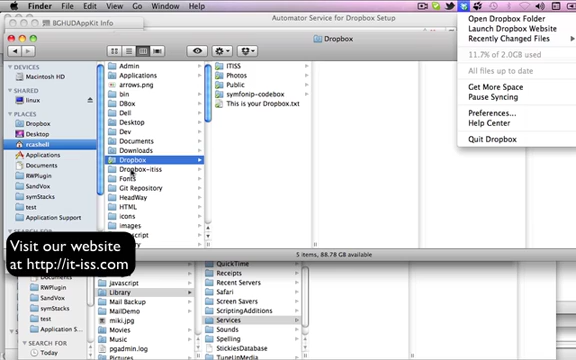 Finder File Edit View Go Window Help
BGHUDAppKit Info
Automator Service for Dropbox Setup
Dropbox
DEVICES
Macintosh HD
SHARED
linux
PLACES
Dropbox
Desktop
rcashell
Applications
Documents
RWPlugin
SandVox
symStacks
test
Application Support
SEARCH FOR
Admin
Applications
arrows.png
bin
DBox
Dell
Desktop
Dev
Documents
Downloads
Dropbox
Dropbox-itiss
Fonts
Git Repository
HeadWay
HTML
icons
images
javascript
ITISS
Photos
Public
symfonip-codebox
This is your Dropbox.txt
5 items, 88.78 GB available
Open Dropbox Folder
Launch Dropbox Website
Recently Changed Files
11.7% of 2.0GB used
All files up to date
Get More Space
Pause Syncing
Preferences...
Help Center
Quit Dropbox
Visit our website
at http://it-iss.com
Documents
RWPlugin
SandVox
symStacks
test
Application S...
SEARCH FOR
Today
javascript
Library
Mail Backup
MailDemo
miki.jpg
Movies
Music
pgadmin.log
Pictures
QuickTime
Receipts
Recent Servers
Safari
Screen Savers
ScriptingAdditions
Services
Sounds
Spelling
StickiesDatabase
TuneUpMedia